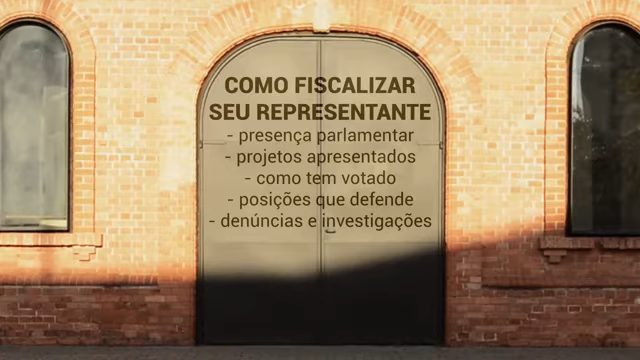 COMO FISCALIZAR
SEU REPRESENTANTE
- presença parlamentar
- projetos apresentados
- como tem votado
- posições que defende
- denúncias e investigações